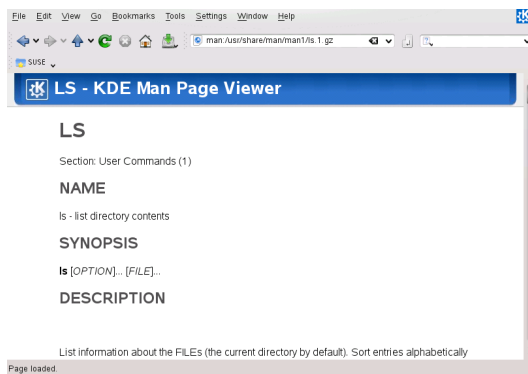 File Edit View Go Bookmarks Tools Settings Window Help
man:/usr/share/man/man1/ls.1.gz
SUSE
LS - KDE Man Page Viewer
LS
Section: User Commands (1)
NAME
ls - list directory contents
SYNOPSIS
ls [OPTION]... [FILE]...
DESCRIPTION
List information about the FILEs (the current directory by default). Sort entries alphabetically
Page loaded.